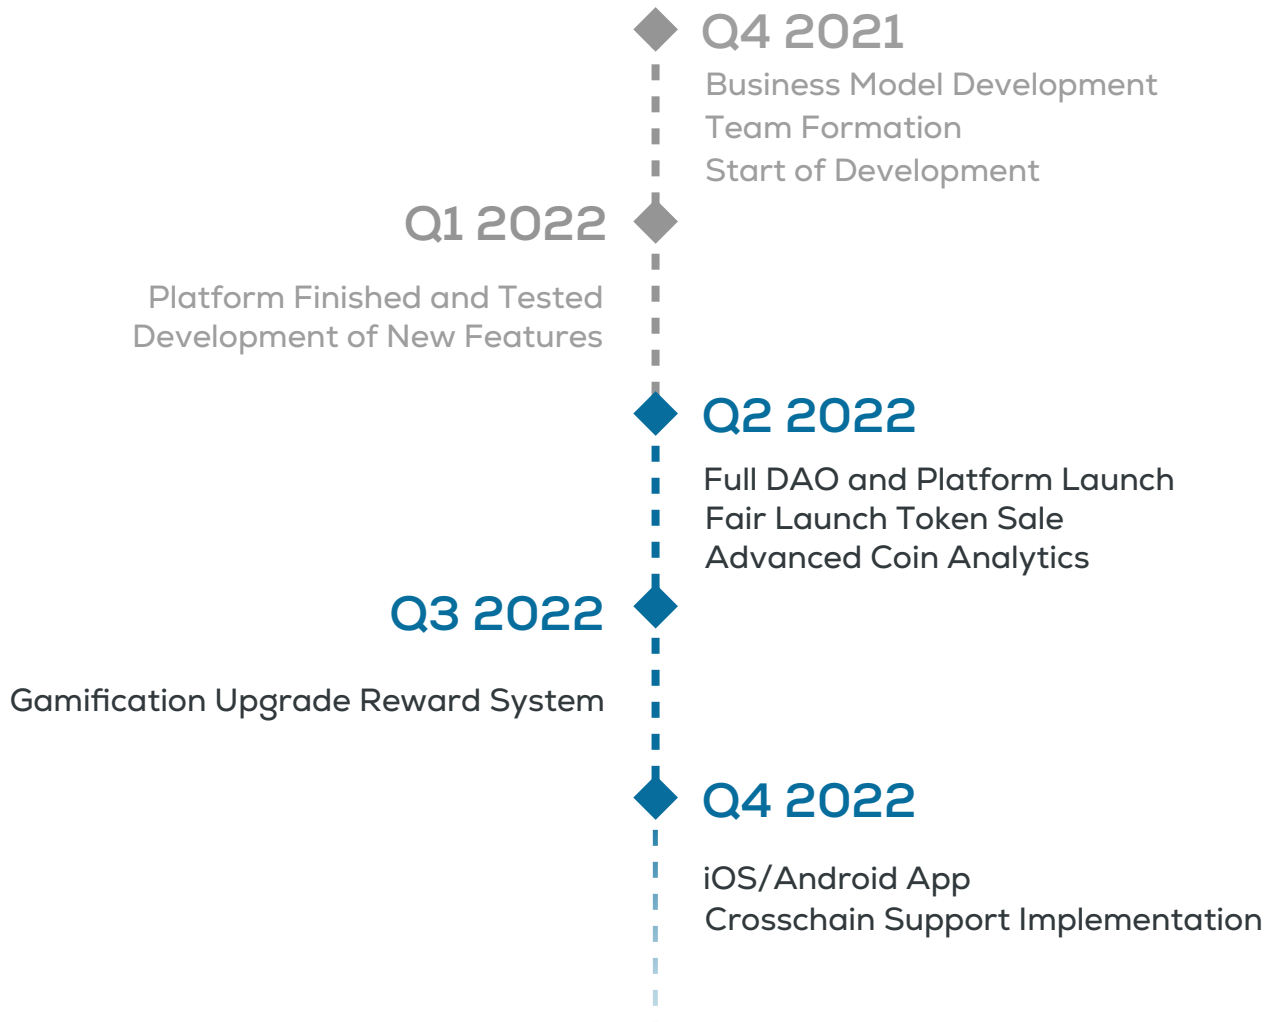 Q4 2021
Business Model Development
Team Formation
Start of Development
Q1 2022
Platform Finished and Tested
Development of New Features
Q2 2022
Full DAO and Platform Launch
Fair Launch Token Sale
Advanced Coin Analytics
Q3 2022
Gamification Upgrade Reward System
Q4 2022
iOS/Android App
Crosschain Support Implementation